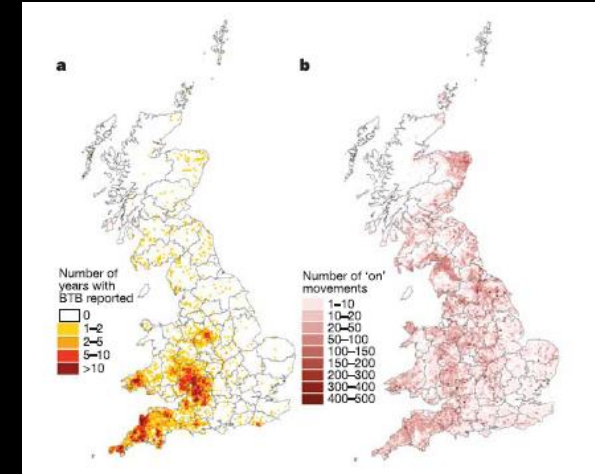 a
b
Number of
years with
BTB reported
0
1–2
2–5
5–10
>10
Number of ‘on’
movements
1–10
10–20
20–50
50–100
100–150
150–200
200–300
300–400
400–500